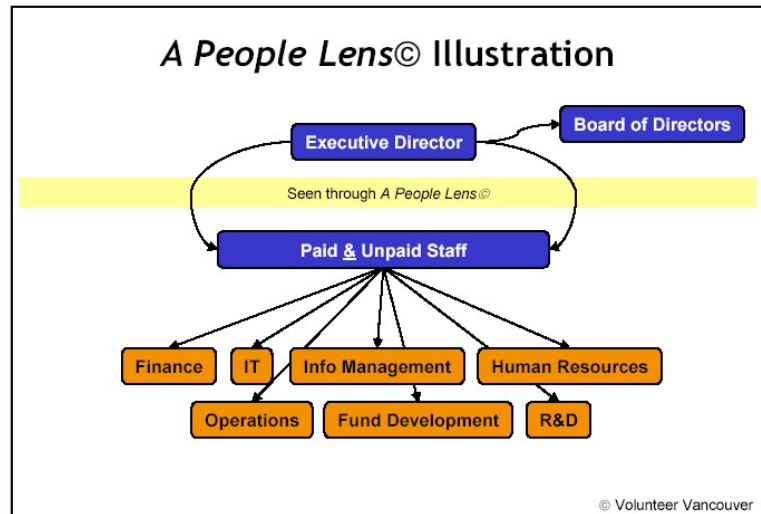 A People Lens© Illustration
Executive Director
Board of Directors
Seen through A People Lens©
Paid & Unpaid Staff
Finance
IT
Info Management
Human Resources
Operations
Fund Development
R&D
© Volunteer Vancouver